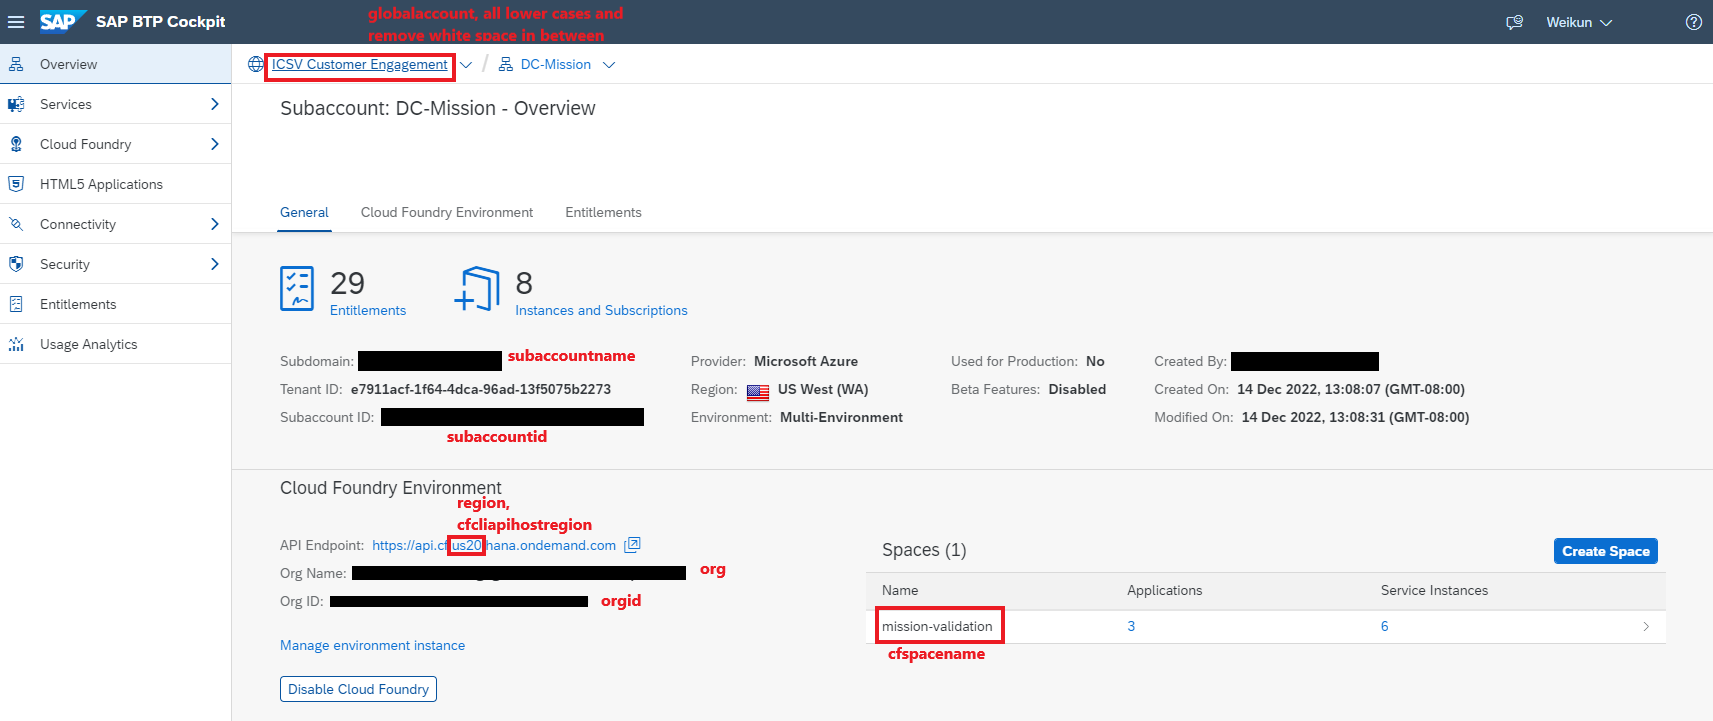 SAP SAP BTP Cockpit
globalaccount, all lower cases and
remove white space in between
Weikun
Overview
Services
Cloud Foundry
HTML5 Applications
Connectivity
Security
Entitlements
Usage Analytics
ICSV Customer Engagement / DC-Mission
Subaccount: DC-Mission - Overview
General Cloud Foundry Environment Entitlements
29
Entitlements
8
Instances and Subscriptions
Subdomain: subaccountname
Tenant ID: e7911acf-1f64-4dca-96ad-13f5075b2273
Subaccount ID:
subaccountid
Provider: Microsoft Azure
Region: US West (WA)
Environment: Multi-Environment
Used for Production: No
Beta Features: Disabled
Created By:
Created On: 14 Dec 2022, 13:08:07 (GMT-08:00)
Modified On: 14 Dec 2022, 13:08:31 (GMT-08:00)
Cloud Foundry Environment
region,
cfcliapihostregion
API Endpoint: https://api.cf.us20.hana.ondemand.com
Org Name: org
Org ID: orgid
Manage environment instance
Disable Cloud Foundry
Spaces (1)
Create Space
Name Applications Service Instances
mission-validation 3 6
cfspacename